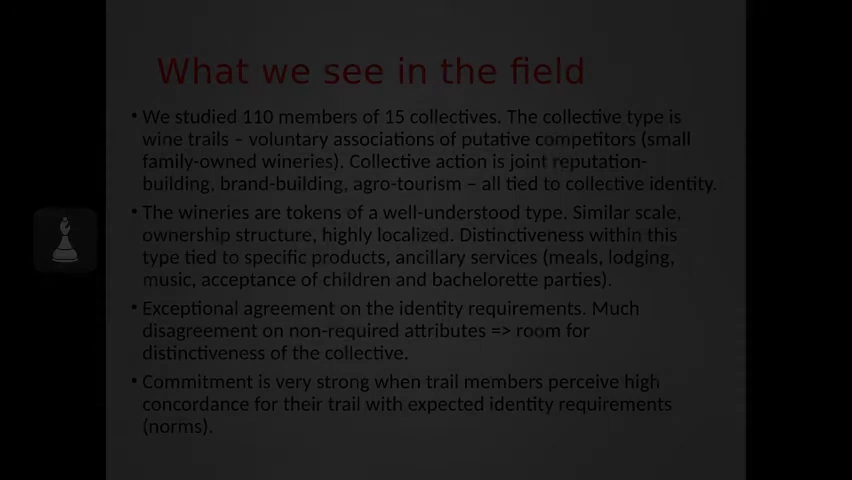 What we see in the field
• We studied 110 members of 15 collectives. The collective type is
wine trails – voluntary associations of putative competitors (small
family-owned wineries). Collective action is joint reputation-
building, brand-building, agro-tourism – all tied to collective identity.
• The wineries are tokens of a well-understood type. Similar scale,
ownership structure, highly localized. Distinctiveness within this
type tied to specific products, ancillary services (meals, lodging,
music, acceptance of children and bachelorette parties).
• Exceptional agreement on the identity requirements. Much
disagreement on non-required attributes => room for
distinctiveness of the collective.
• Commitment is very strong when trail members perceive high
concordance for their trail with expected identity requirements
(norms).